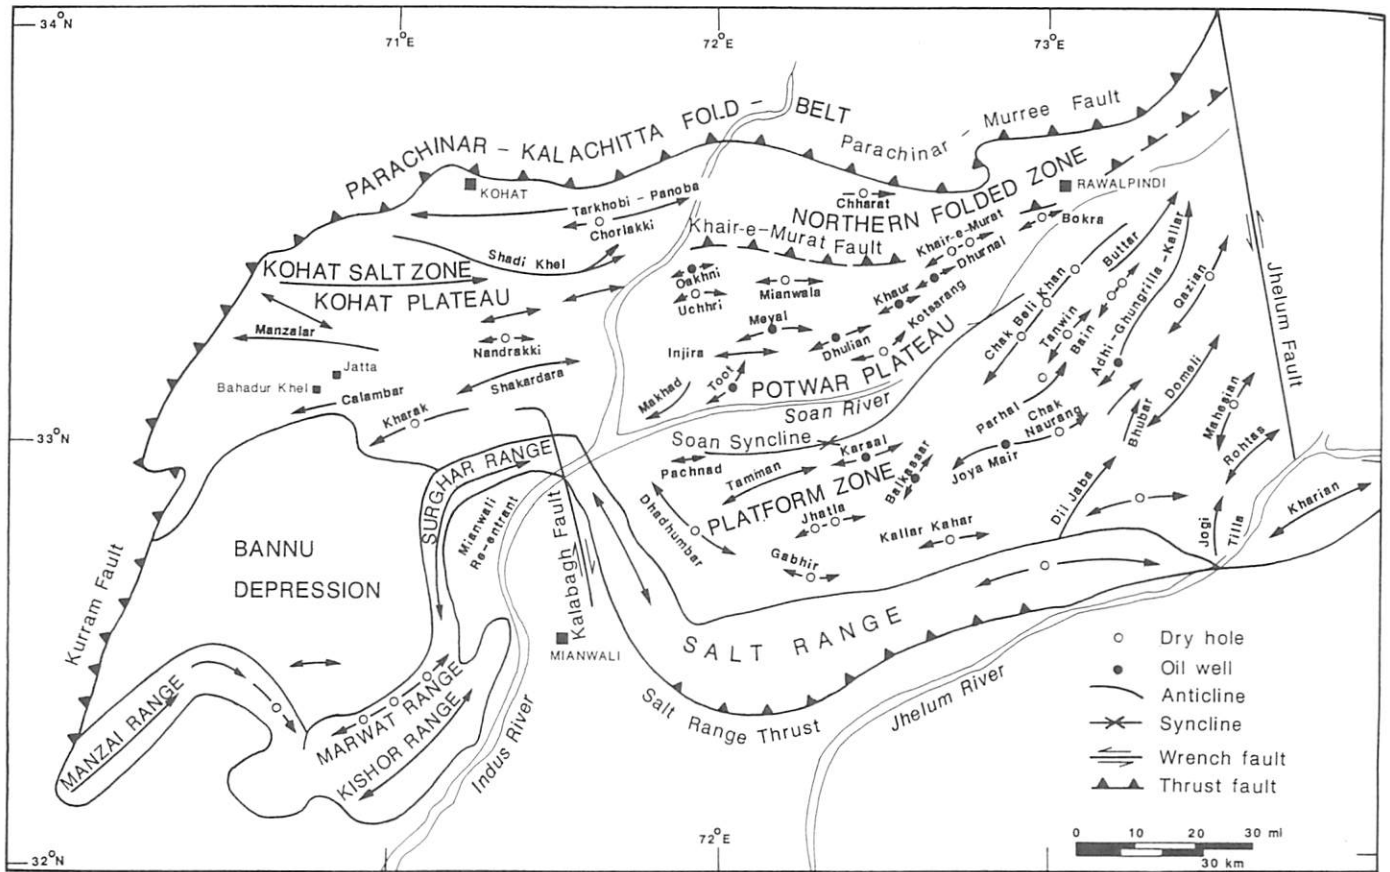 34°N
71°E
72°E
73°E
PARACHINAR - KALACHITTA FOLD - BELT
Parachinar - Murree Fault
KOHAT
Tarkhobi - Panoba
Chorlakki
Chharat
NORTHERN FOLDED ZONE
RAWALPINDI
Khair-e-Murat Fault
Khair-e-Murat
Bokra
Dhurnal
Shadi Khel
KOHAT SALT ZONE
KOHAT PLATEAU
Oakhni
Uchhri
Mianwala
Khaur
Kotsarang
Buttar
Chak Beli Khan
Adhi-Ghungrilla-Kallar
Qazian
Jhelum Fault
Manzalar
Nandrakki
Meyal
Dhulian
Tanwin
Bain
Injira
Jatta
Bahadur Khel
Calambar
Shakardara
Makhad
Toot
POTWAR PLATEAU
Soan River
Kharak
Parhal
Chak
Naurang
Bhubar
Domeli
Mahesian
33°N
Soan Syncline
Pachnad
Karsal
Tamman
Balkassar
Joya Mair
Rohtas
SURGHAR RANGE
Mianwali
Re-entrant
Kalabagh Fault
Dhadhumbar
PLATFORM ZONE
Jhatla
Kallar Kahar
Dil Jaba
Jogi
Tilla
Kharian
Gabhir
BANNU
DEPRESSION
Kurram Fault
MIANWALI
SALT RANGE
MANZAI RANGE
MARWAT RANGE
KISHOR RANGE
Indus River
Salt Range Thrust
Jhelum River
Dry hole
Oil well
Anticline
Syncline
Wrench fault
Thrust fault
32°N
72°E
0 10 20 30 mi
30 km